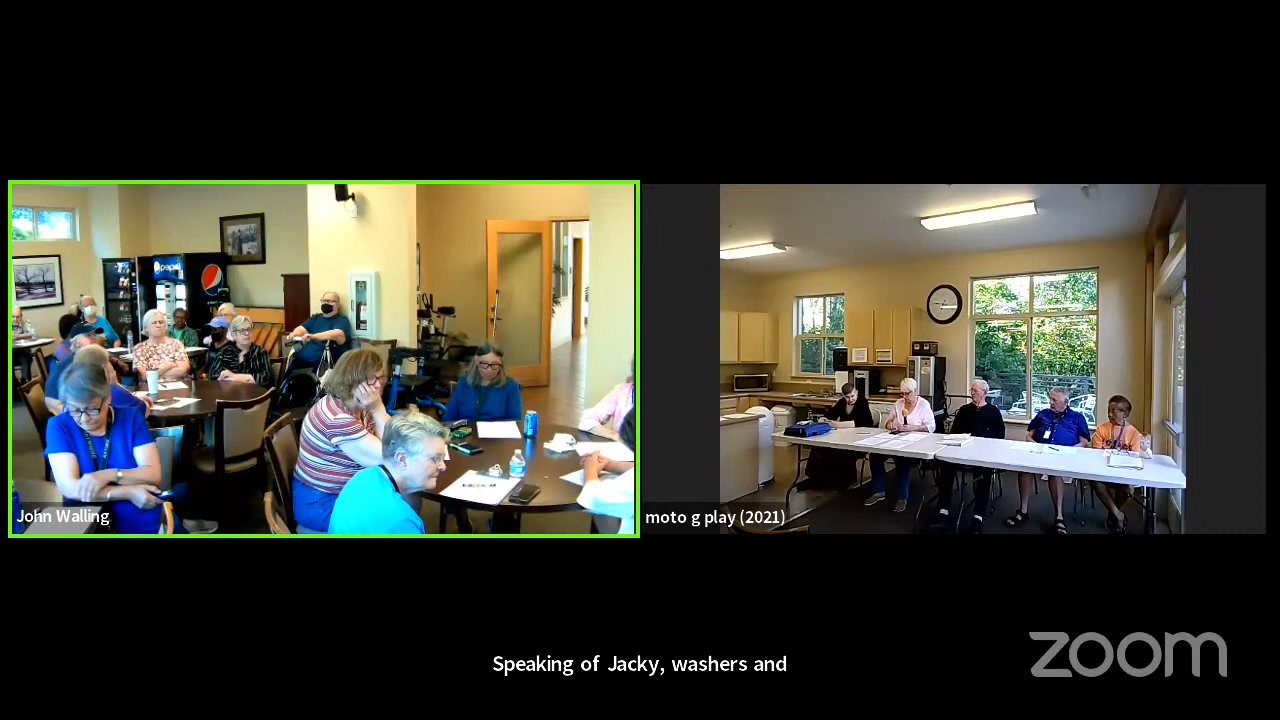 pepsi
John Walling
moto g play (2021)
Speaking of Jacky, washers and
zoom